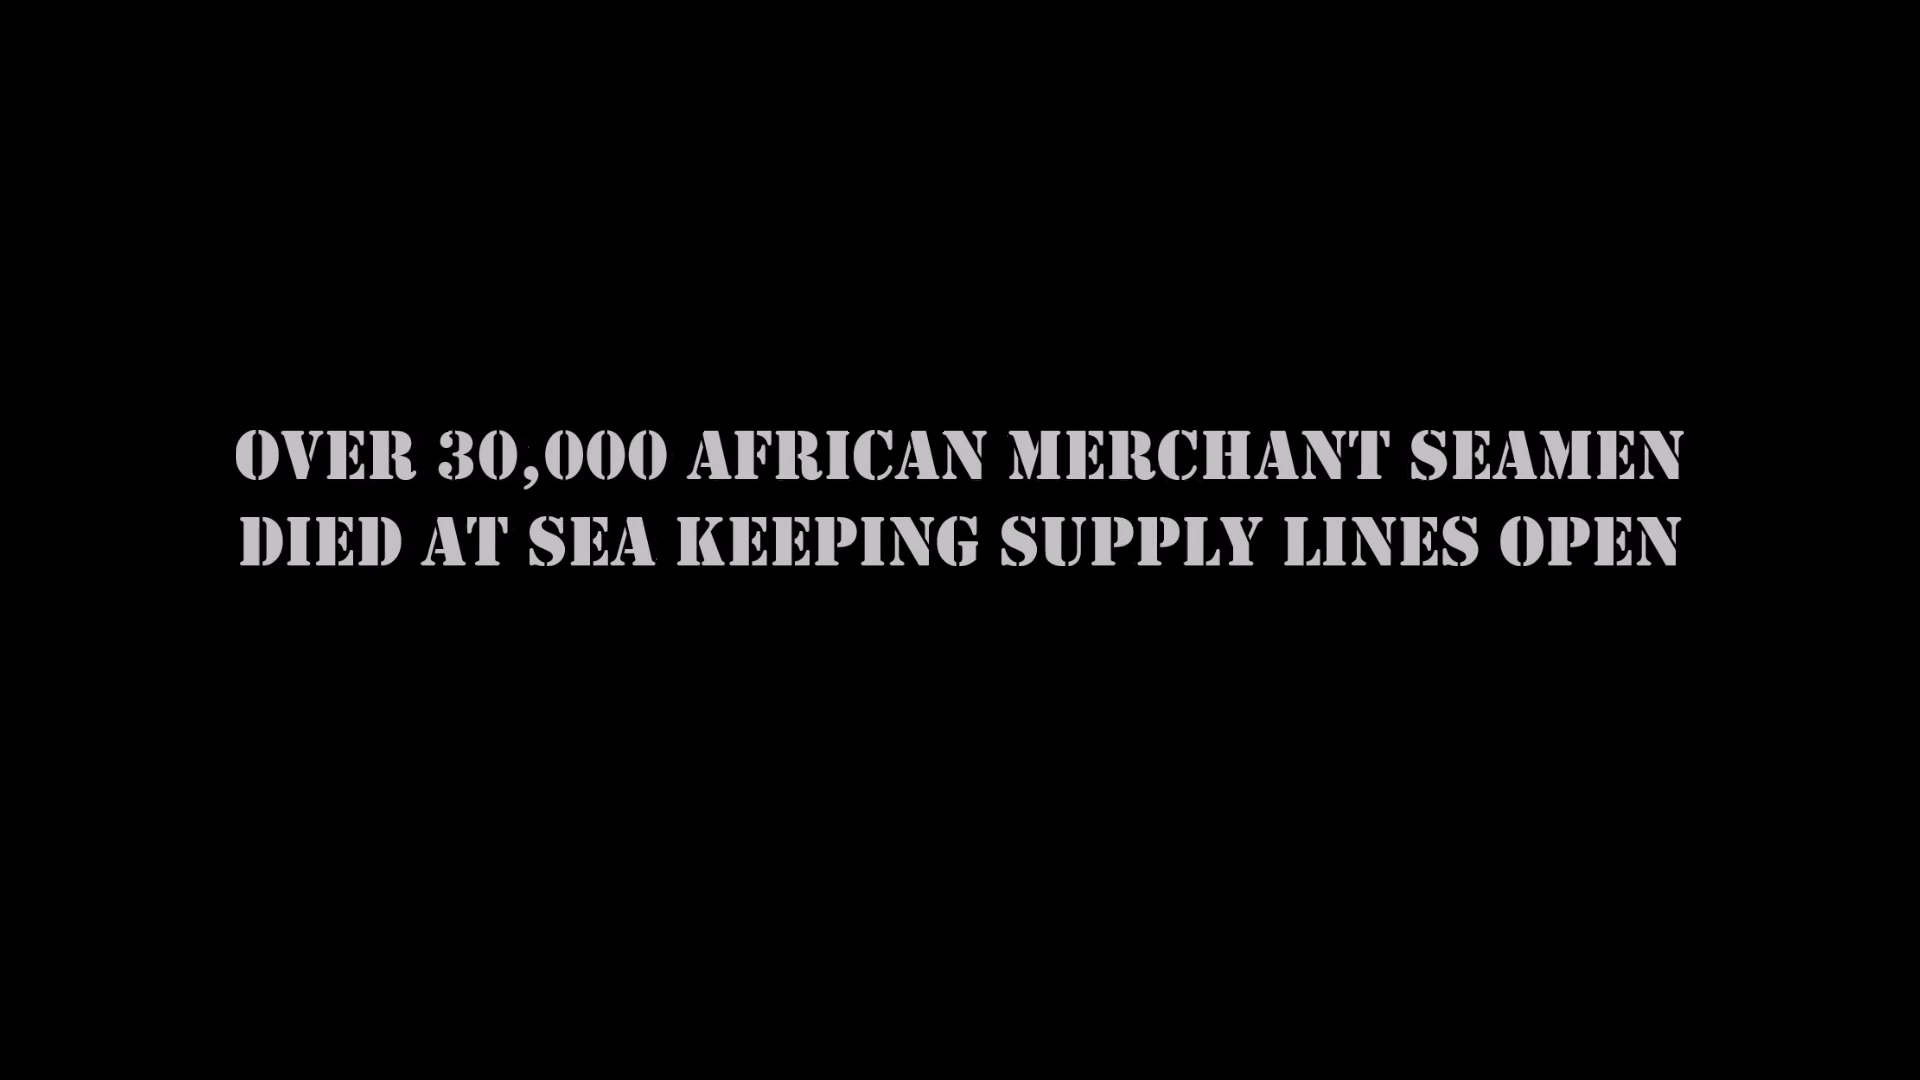 OVER 30,000 AFRICAN MERCHANT SEAMEN
DIED AT SEA KEEPING SUPPLY LINES OPEN